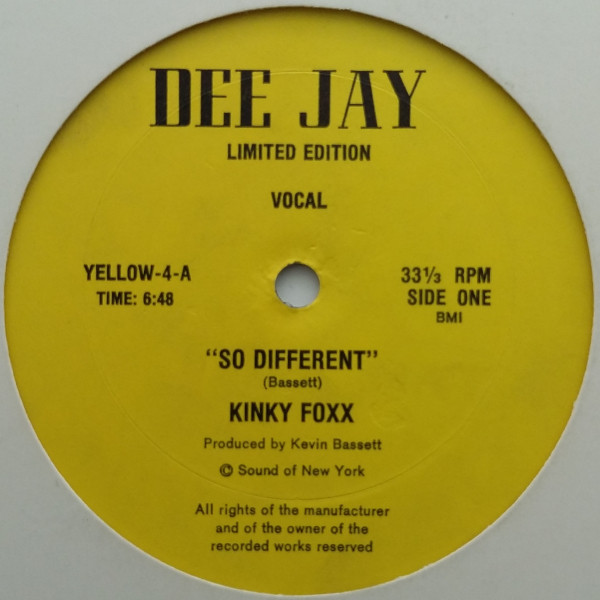 DEE JAY
LIMITED EDITION
VOCAL
YELLOW-4-A
TIME: 6:48
33⅓ RPM
SIDE ONE
BMI
"SO DIFFERENT"
(Bassett)
KINKY FOXX
Produced by Kevin Bassett
© Sound of New York
All rights of the manufacturer
and of the owner of the
recorded works reserved